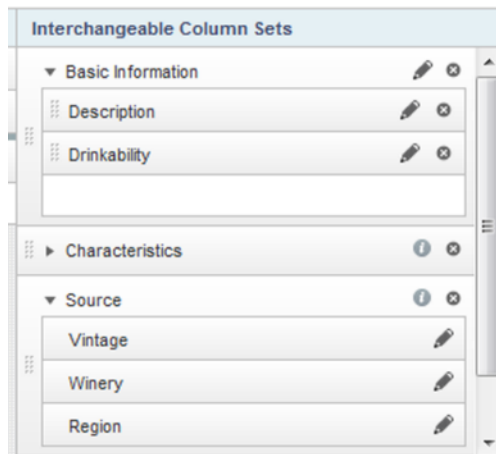 Interchangeable Column Sets
Basic Information
Description
Drinkability
Characteristics
Source
Vintage
Winery
Region